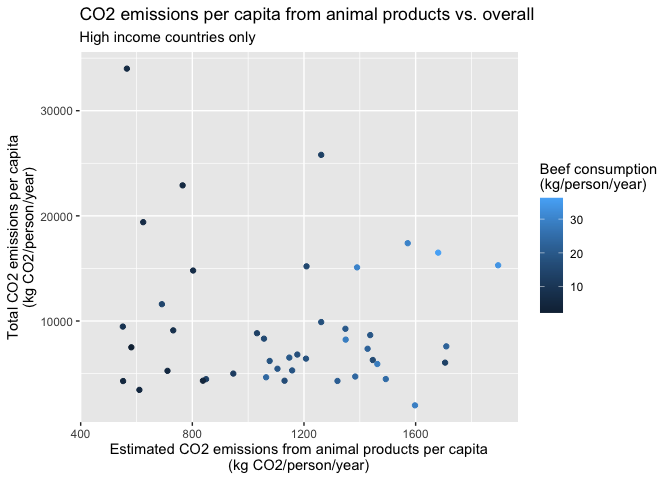 CO2 emissions per capita from animal products vs. overall
High income countries only
Total CO2 emissions per capita
(kg CO2/person/year)
30000
20000
10000
400
800
1200
1600
Estimated CO2 emissions from animal products per capita
(kg CO2/person/year)
Beef consumption
(kg/person/year)
30
20
10